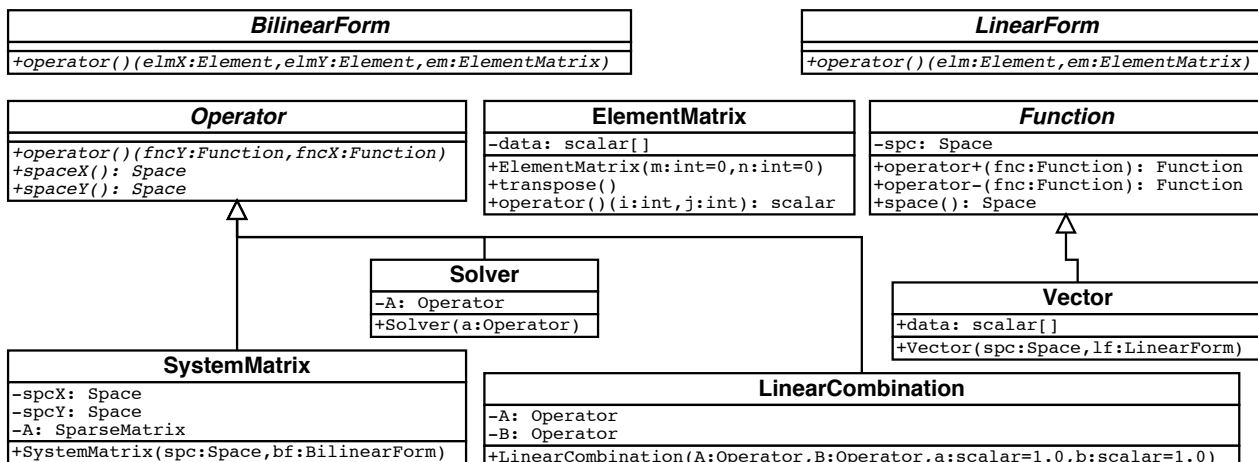 BilinearForm
+operator()(elmX:Element,elmY:Element,em:ElementMatrix)
LinearForm
+operator()(elm:Element,em:ElementMatrix)
Operator
+operator()(fncY:Function,fncX:Function)
+spaceX(): Space
+spaceY(): Space
ElementMatrix
-data: scalar[]
+ElementMatrix(m:int=0,n:int=0)
+transpose()
+operator()(i:int,j:int): scalar
Function
-spc: Space
+operator+(fnc:Function): Function
+operator-(fnc:Function): Function
+space(): Space
Solver
-A: Operator
+Solver(a:Operator)
Vector
+data: scalar[]
+Vector(spc:Space,lf:LinearForm)
SystemMatrix
-spcX: Space
-spcY: Space
-A: SparseMatrix
+SystemMatrix(spc:Space,bf:BilinearForm)
LinearCombination
-A: Operator
-B: Operator
+LinearCombination(A:Operator,B:Operator,a:scalar=1.0,b:scalar=1.0)